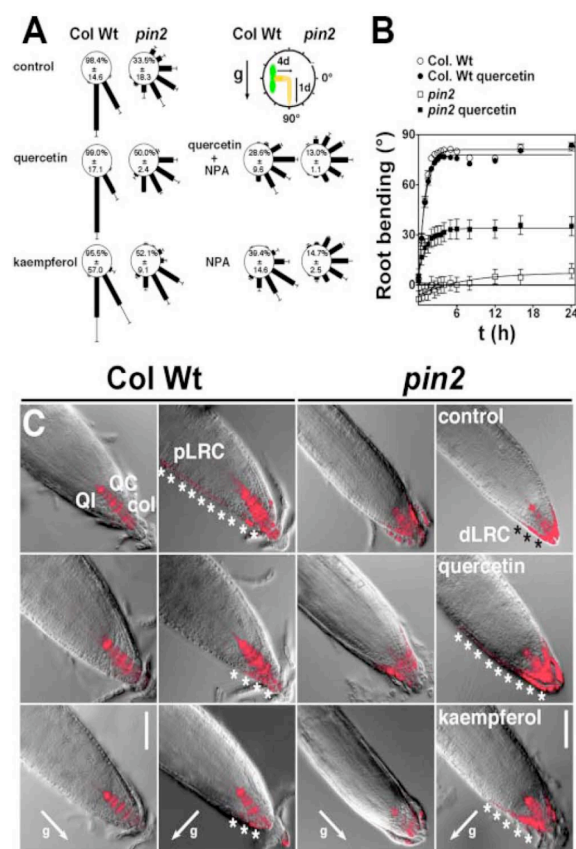 A
Col Wt pin2
Col Wt pin2
control
98.4% ± 14.6
33.5% ± 18.3
g
4d
1d
0°
90°
quercetin
99.0% ± 17.1
50.0% ± 2.4
quercetin + NPA
28.6% ± 9.6
13.0% ± 1.1
kaempferol
95.5% ± 57.0
52.1% ± 9.1
NPA
39.4% ± 14.6
14.7% ± 2.5
B
Col. Wt
Col. Wt quercetin
pin2
pin2 quercetin
Root bending (°)
90
60
30
0
0 6 12 18 24
t (h)
Col Wt
pin2
C
QI QC col
pLRC
control
dLRC
quercetin
kaempferol
g
g
g
g